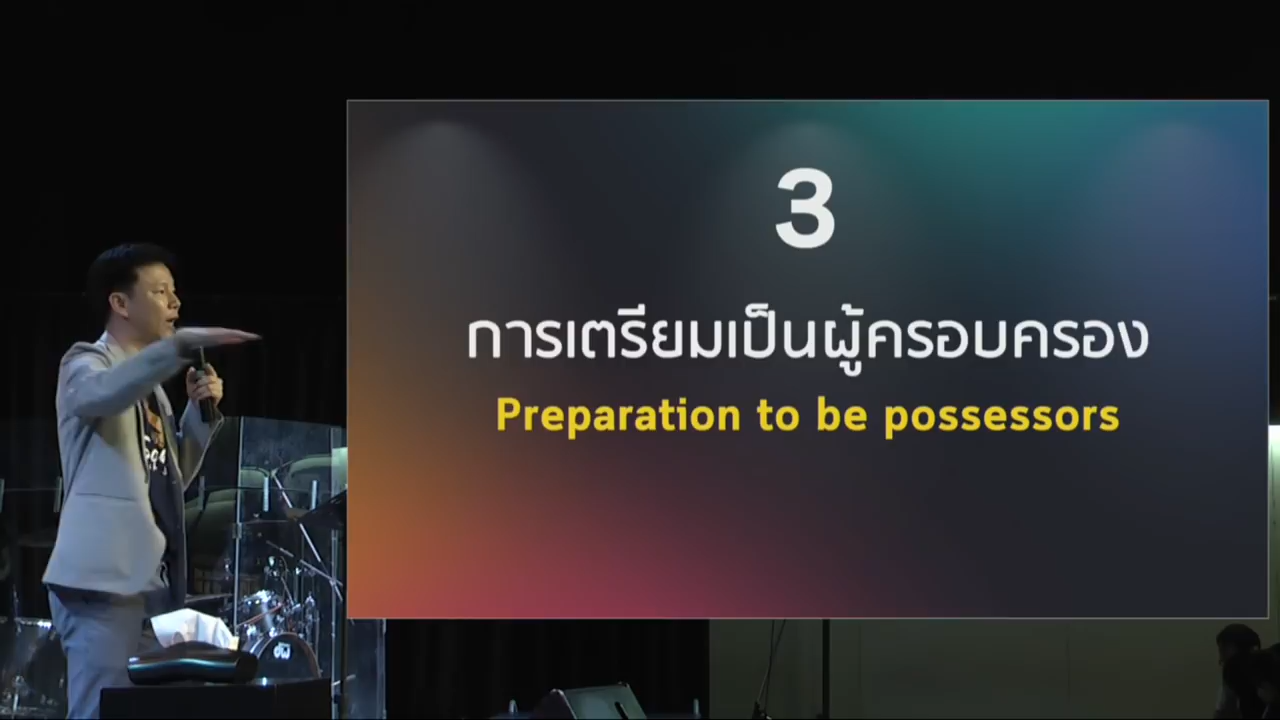 3
การเตรียมเป็นผู้ครอบครอง
Preparation to be possessors
dw